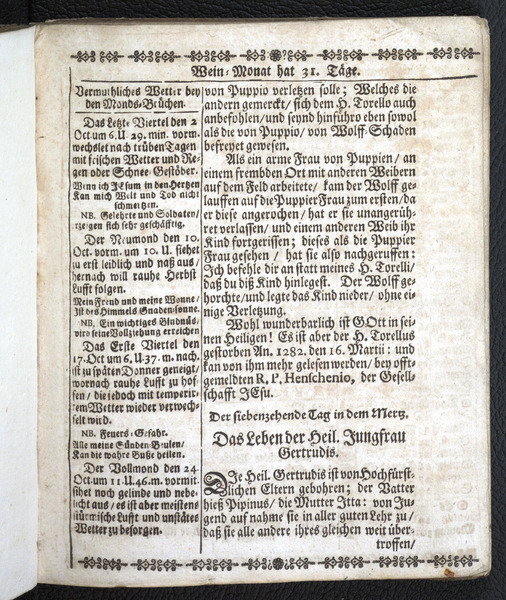 Wein-Monat hat 31. Täge.
Vermuthliches Wetter bey
den Monds-Brüchen.
Das Letzte Viertel den 2
Oct. um 6. U. 29. min. vorm.
wechslet nach trüben Tagen
mit frischen Wetter und Re-
gen oder Schnee-Gestöber.
Wenn ich JEsum in den Hertzen
Kan mich Welt und Tod nicht
schmertzen.
NB. Gelehrte und Soldaten/
erzeigen sich sehr geschäfftig.
Der Neumond den 10.
Oct. vorm. um 10. U. siehet
zu erst leidlich und naß aus/
hernach will rauhe Herbst
Lufft folgen.
Mein Freud und meine Wonne/
Ist des Himmels Gnaden-sonne.
NB. Ein wichtiges Bündnüs/
wird seine Vollziehung erreichen
Das Erste Viertel den
17. Oct um 6. U. 37. m. nach.
ist zu späten Donner geneigt/
wornach rauhe Lufft zu hof-
fen/ die jedoch mit temperir-
tem Wetter wieder verwech-
selt wird.
NB. Feuers-Gefahr.
Alle meine Sünden-Beulen/
Kan die wahre Buße heilen.
Der Vollmond den 24
Oct. um 11. U. 46. m. vormit.
sihet noch gelinde und nebe-
licht aus/ es ist aber meistens
stürmische Lufft und unstätes
Wetter zu besorgen.
von Puppio verletzen solle; Welches die
andern gemerckt/ sich dem H. Torello auch
anbefohlen/ und seynd hinführo eben sowol
als die von Puppio/ von Wolff-Schaden
befreyet gewesen.
Als ein arme Frau von Puppien/ an
einem frembden Ort mit anderen Weibern
auf dem Feld arbeitete/ kam der Wolff ge-
lauffen auf die Puppier Frau zum ersten/ da
er diese angerochen/ hat er sie unangerüh-
ret verlassen/ und einem anderen Weib ihr
Kind fortgerissen; dieses als die Puppier
Frau gesehen/ hat sie also nachgeruffen:
Ich befehle dir an statt meines H. Torelli/
daß du diß Kind hinlegest. Der Wolff ge-
horchte/ und legte das Kind nieder/ ohne ei-
nige Verletzung.
Wohl wunderbarlich ist GOtt in sei-
nen Heiligen! Es ist aber der H. Torellus
gestorben An. 1282. den 16. Martii: und
kan von ihm mehr gelesen werden/ bey offt-
gemeldten R. P. Henschenio, der Gesell-
schafft JEsu.
Der siebenzehende Tag in dem Mertz.
Das Leben der Heil. Jungfrau
Gertrudis.
DIe Heil. Gertrudis ist von Hochfürst-
lichen Eltern gebohren; der Vatter
hieß Pipinus/ die Mutter Itta: von Ju-
gend auf nahme sie in aller guten Lehr zu/
daß sie alle andere ihres gleichen weit über-
troffen/